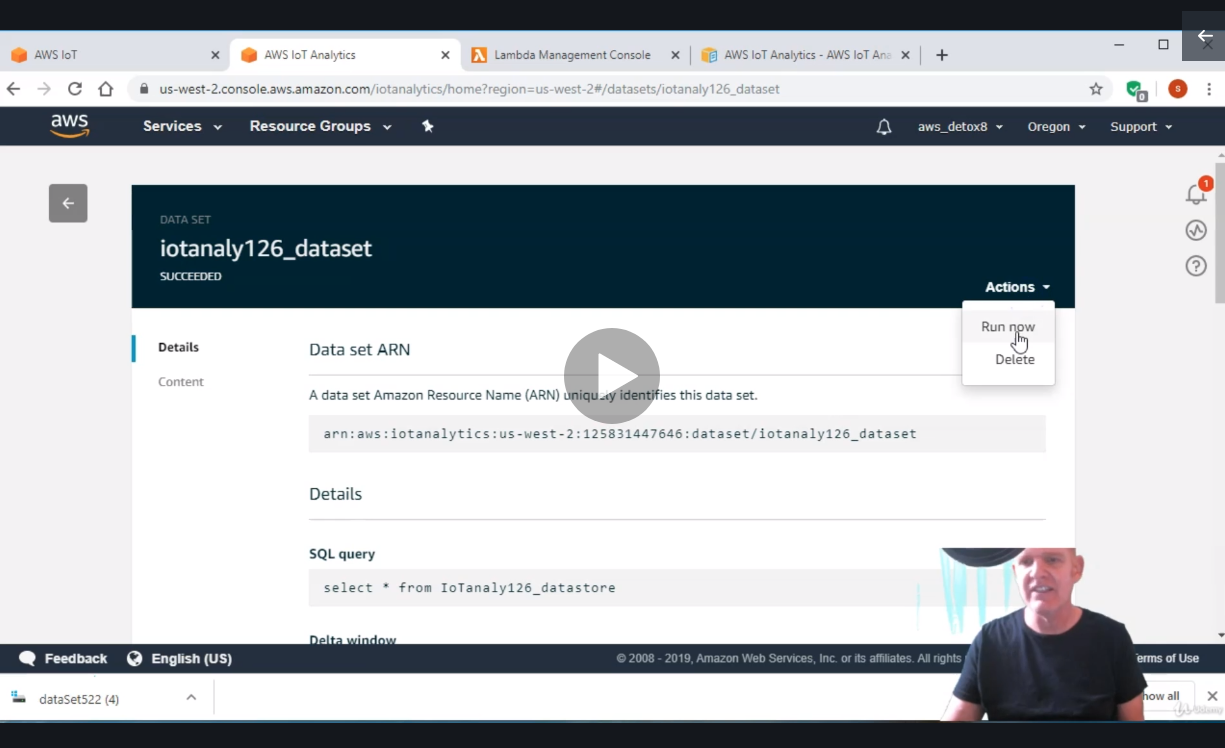 AWS IoT
AWS IoT Analytics
Lambda Management Console
AWS IoT Analytics - AWS IoT Ana
us-west-2.console.aws.amazon.com/iotanalytics/home?region=us-west-2#/datasets/iotanaly126_dataset
0
s
aws
Services
Resource Groups
aws_detox8
Oregon
Support
1
DATA SET
iotanaly126_dataset
SUCCEEDED
Actions
Run now
Delete
Details
Content
Data set ARN
A data set Amazon Resource Name (ARN) uniquely identifies this data set.
arn:aws:iotanalytics:us-west-2:125831447646:dataset/iotanaly126_dataset
Details
SQL query
select * from IoTanaly126_datastore
Delta window
Feedback
English (US)
© 2008 - 2019, Amazon Web Services, Inc. or its affiliates. All rights
erms of Use
dataSet522 (4)
how all
Udemy